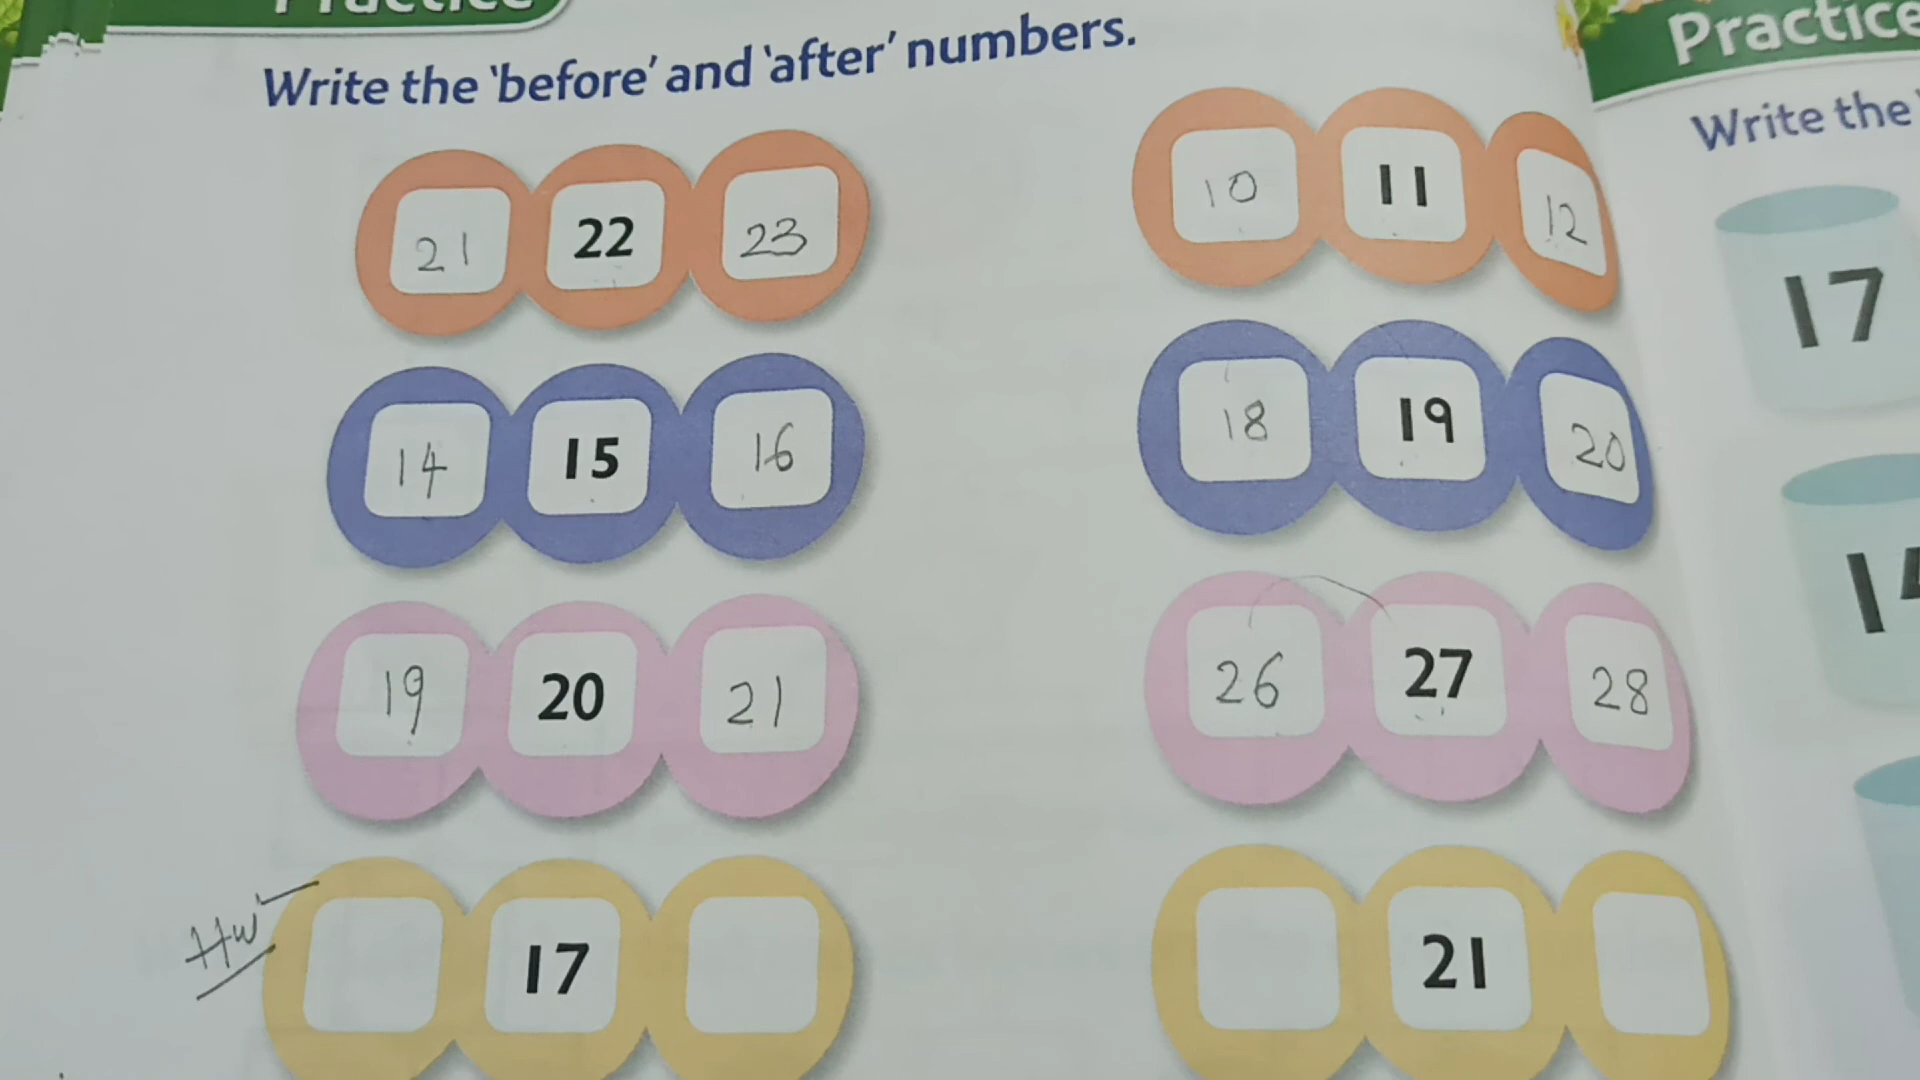 Practice
Write the 'before' and 'after' numbers.
21 22 23
10 11 12
14 15 16
18 19 20
19 20 21
26 27 28
HW
17
21
Practice
Write the
17